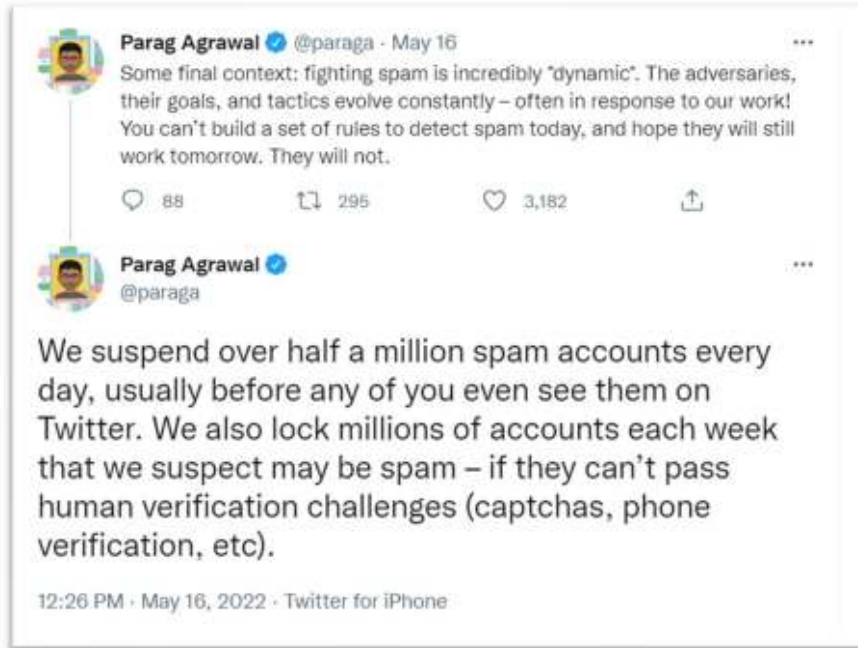 Parag Agrawal @paraga · May 16
Some final context: fighting spam is incredibly "dynamic". The adversaries,
their goals, and tactics evolve constantly – often in response to our work!
You can't build a set of rules to detect spam today, and hope they will still
work tomorrow. They will not.
88 295 3,182
Parag Agrawal
@paraga
We suspend over half a million spam accounts every
day, usually before any of you even see them on
Twitter. We also lock millions of accounts each week
that we suspect may be spam – if they can't pass
human verification challenges (captchas, phone
verification, etc).
12:26 PM · May 16, 2022 · Twitter for iPhone